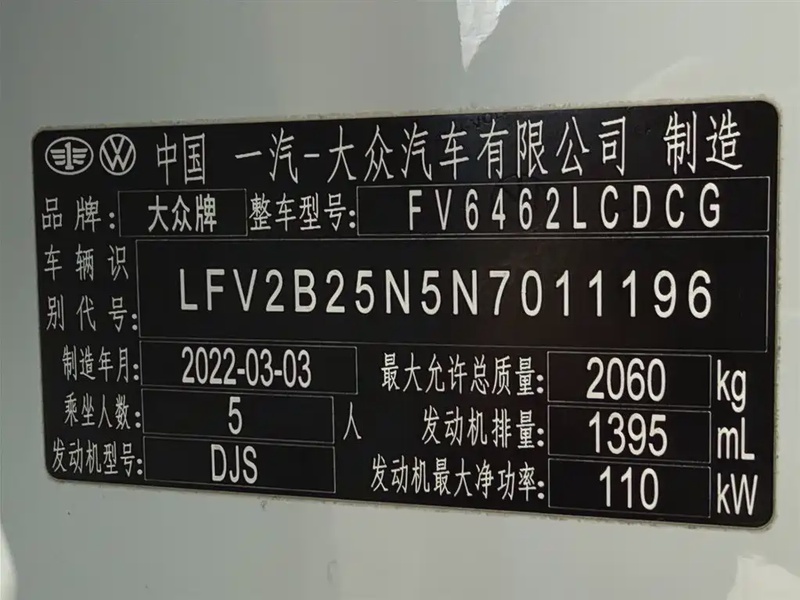 中国 一汽-大众汽车有限公司 制造
品牌: 大众牌 整车型号: FV6462LCDCG
车辆识别代号: LFV2B25N5N7011196
制造年月: 2022-03-03 最大允许总质量: 2060 kg
乘坐人数: 5 人 发动机排量: 1395 mL
发动机型号: DJS 发动机最大净功率: 110 kW